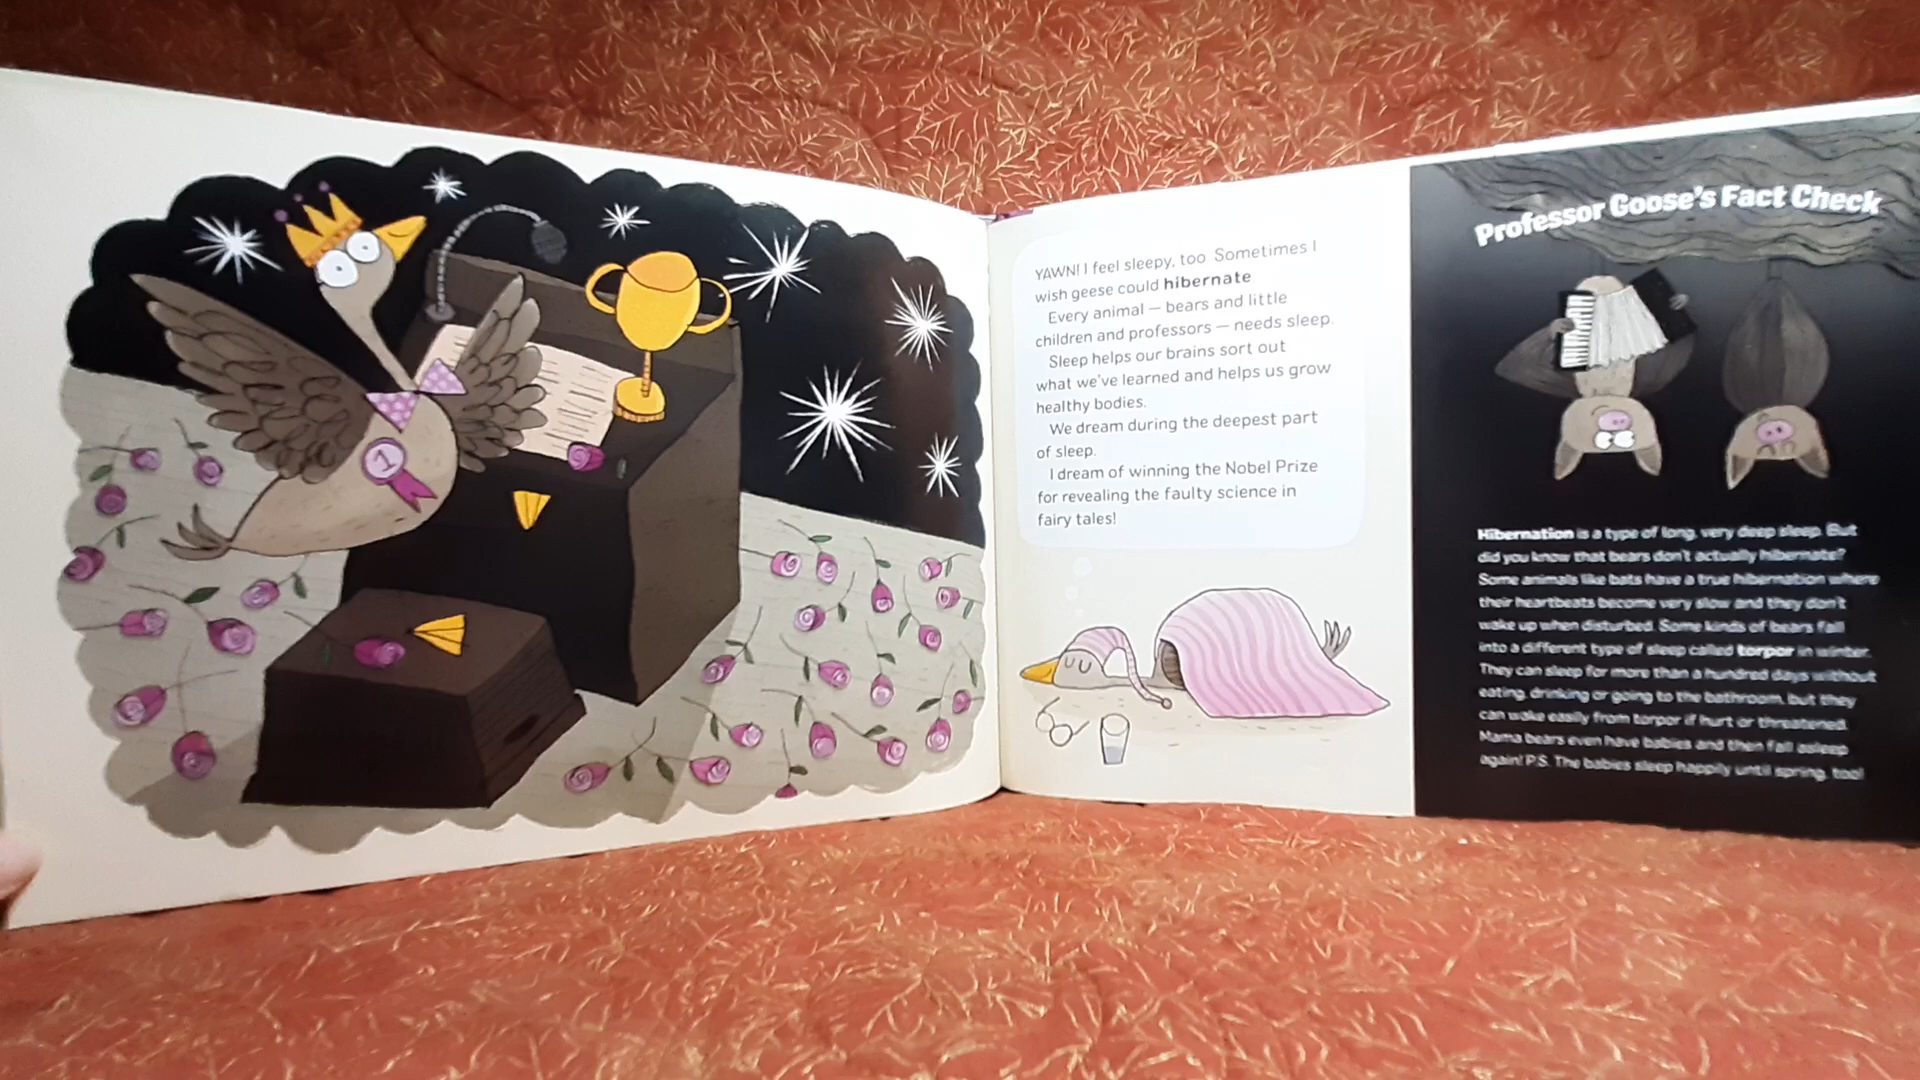 1
YAWN! I feel sleepy, too. Sometimes I
wish geese could hibernate
Every animal — bears and little
children and professors — needs sleep.
Sleep helps our brains sort out
what we've learned and helps us grow
healthy bodies.
We dream during the deepest part
of sleep.
I dream of winning the Nobel Prize
for revealing the faulty science in
fairy tales!
Professor Goose's Fact Check
Hibernation is a type of long, very deep sleep. But
did you know that bears don't actually hibernate?
Some animals like bats have a true hibernation where
their heartbeats become very slow and they don't
wake up when disturbed. Some kinds of bears fall
into a different type of sleep called torpor in winter.
They can sleep for more than a hundred days without
eating, drinking or going to the bathroom, but they
can wake easily from torpor if hurt or threatened.
Mama bears even have babies and then fall asleep
again! P.S. The babies sleep happily until spring, too!